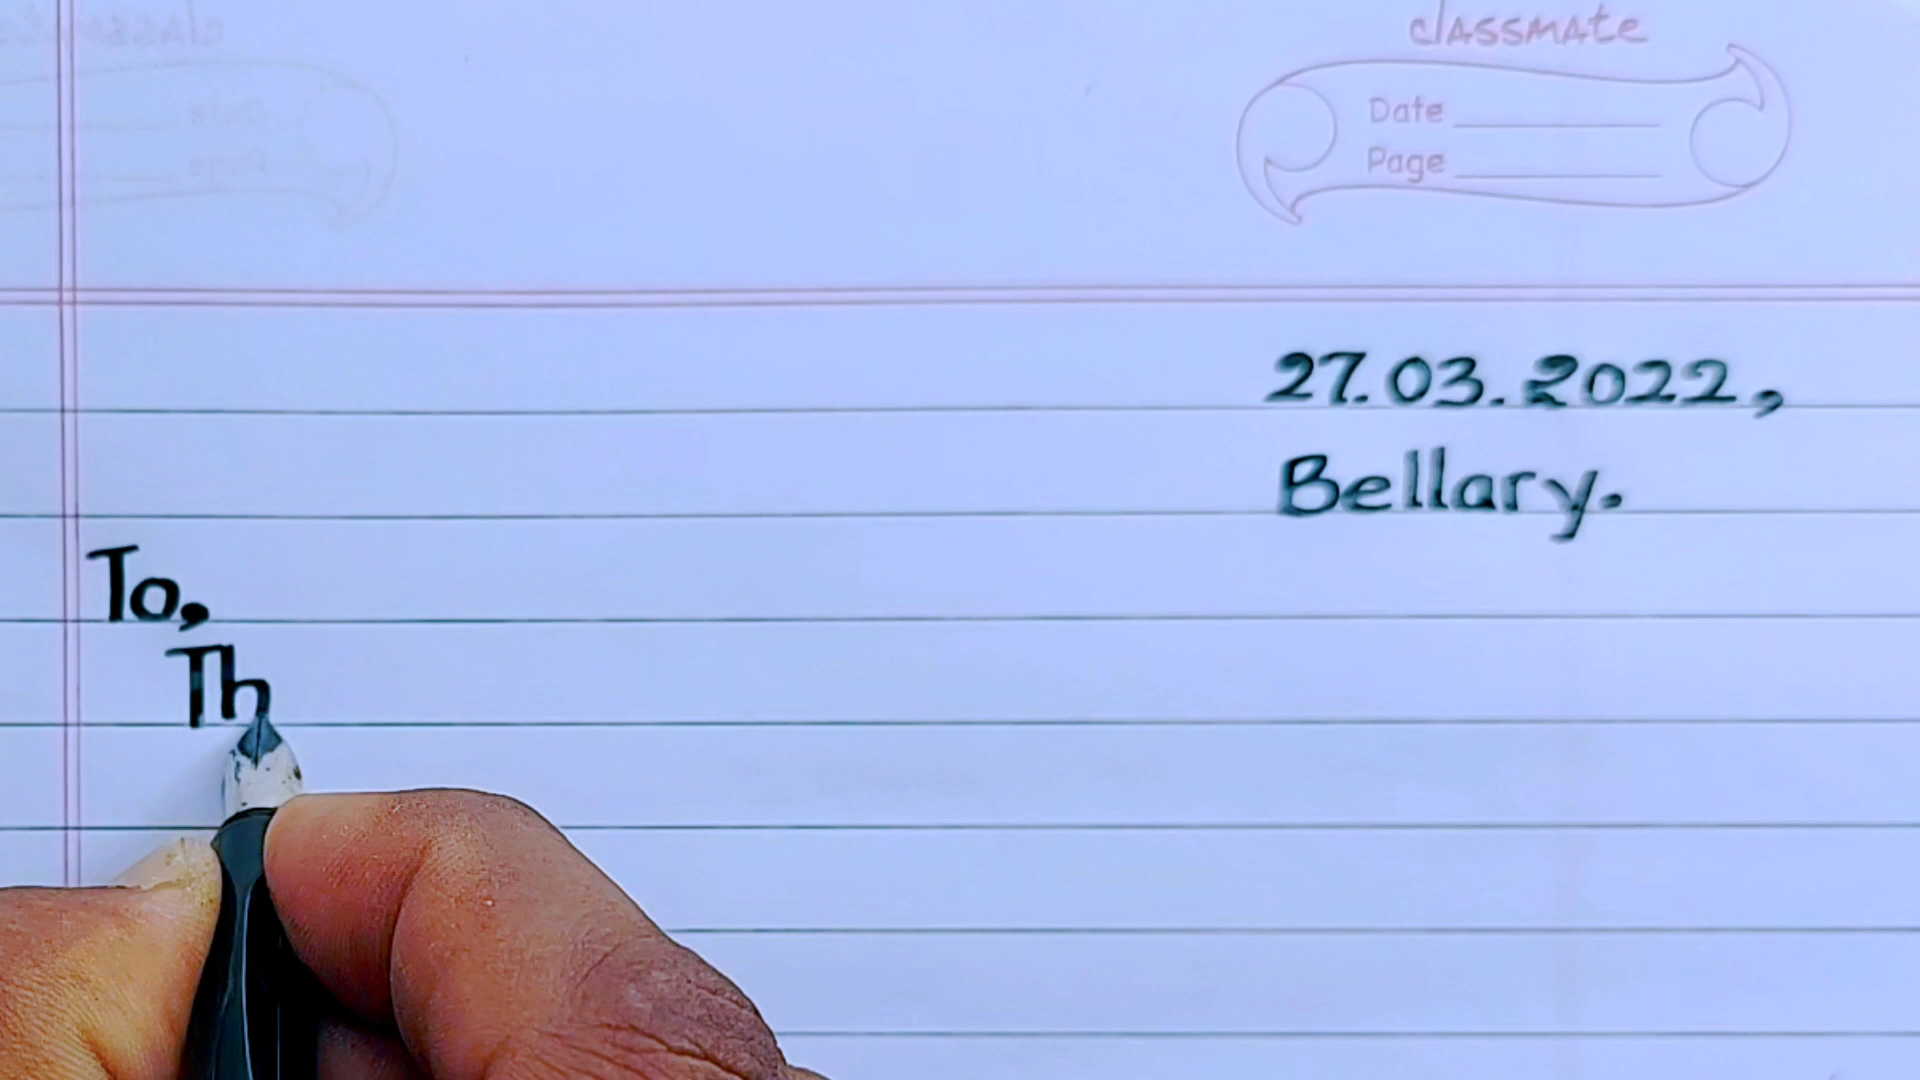 classmate
Date
Page
27.03.2022,
Bellary.
To,
Th